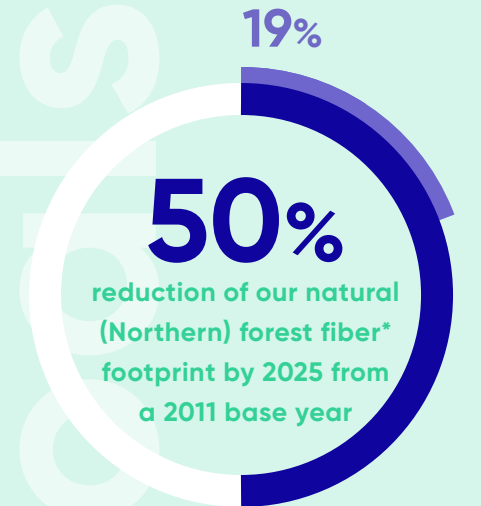 19%
50%
reduction of our natural
(Northern) forest fiber*
footprint by 2025 from
a 2011 base year